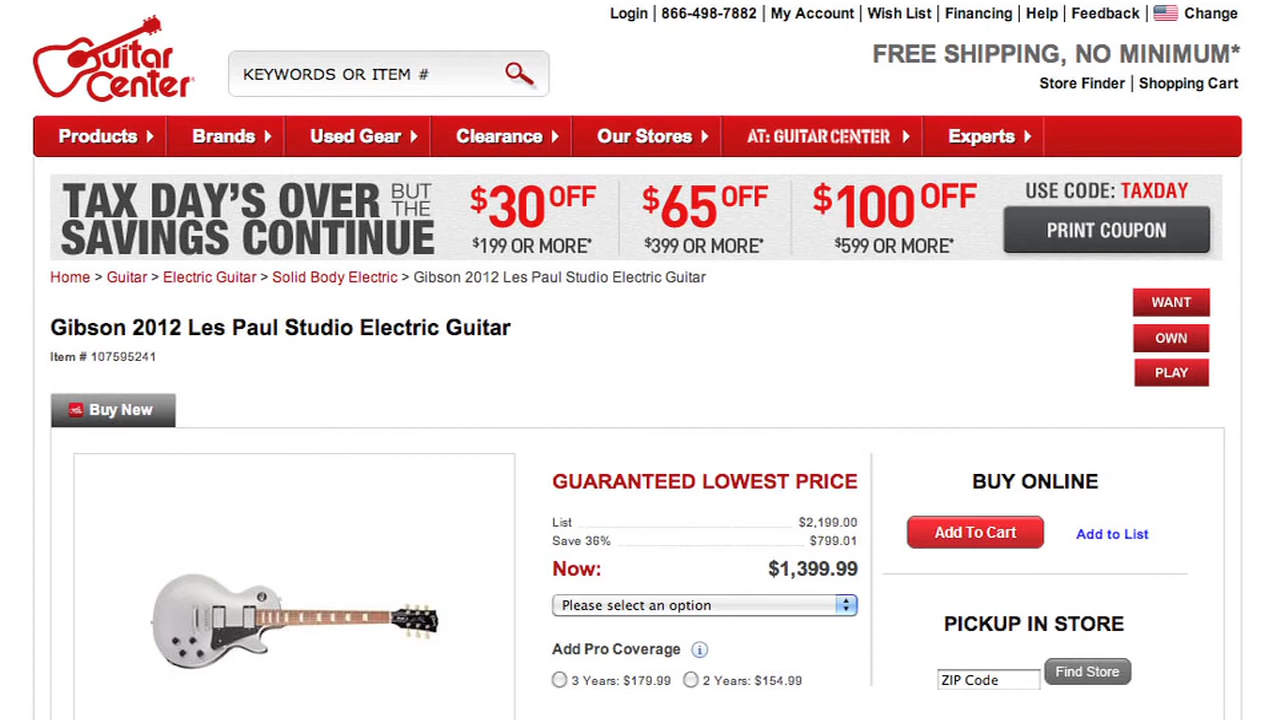 Login | 866-498-7882 | My Account | Wish List | Financing | Help | Feedback | Change
Guitar Center
KEYWORDS OR ITEM #
FREE SHIPPING, NO MINIMUM*
Store Finder | Shopping Cart
Products Brands Used Gear Clearance Our Stores AT: GUITAR CENTER Experts
TAX DAY'S OVER BUT THE
SAVINGS CONTINUE
$30 OFF
$199 OR MORE*
$65 OFF
$399 OR MORE*
$100 OFF
$599 OR MORE*
USE CODE: TAXDAY
PRINT COUPON
Home > Guitar > Electric Guitar > Solid Body Electric > Gibson 2012 Les Paul Studio Electric Guitar
WANT
OWN
PLAY
Gibson 2012 Les Paul Studio Electric Guitar
Item # 107595241
Buy New
GUARANTEED LOWEST PRICE
List $2,199.00
Save 36% $799.01
Now: $1,399.99
Please select an option
Add Pro Coverage i
3 Years: $179.99 2 Years: $154.99
BUY ONLINE
Add To Cart Add to List
PICKUP IN STORE
ZIP Code Find Store